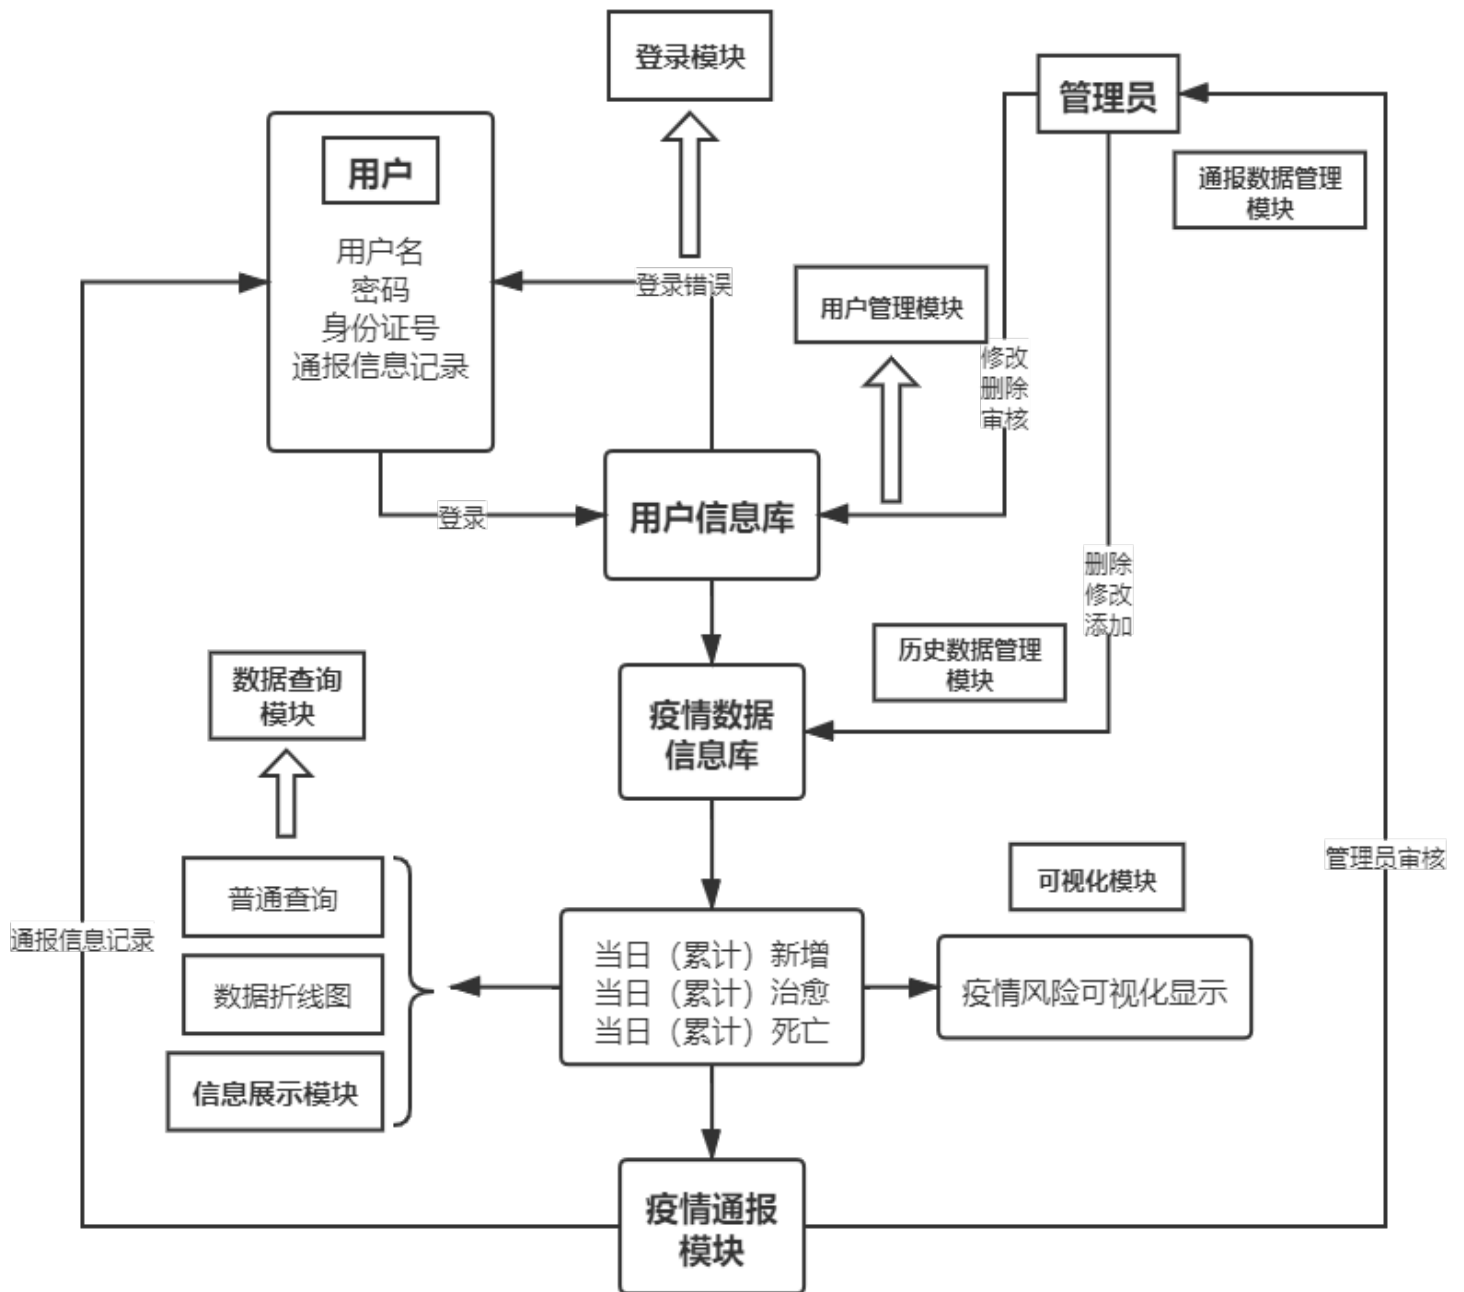 登录模块
管理员
用户
通报数据管理
模块
用户名
密码
身份证号
通报信息记录
登录错误
用户管理模块
修改
删除
审核
登录
用户信息库
删除
修改
添加
历史数据管理
模块
数据查询
模块
疫情数据
信息库
管理员审核
可视化模块
普通查询
通报信息记录
当日（累计）新增
当日（累计）治愈
当日（累计）死亡
数据折线图
疫情风险可视化显示
信息展示模块
疫情通报
模块